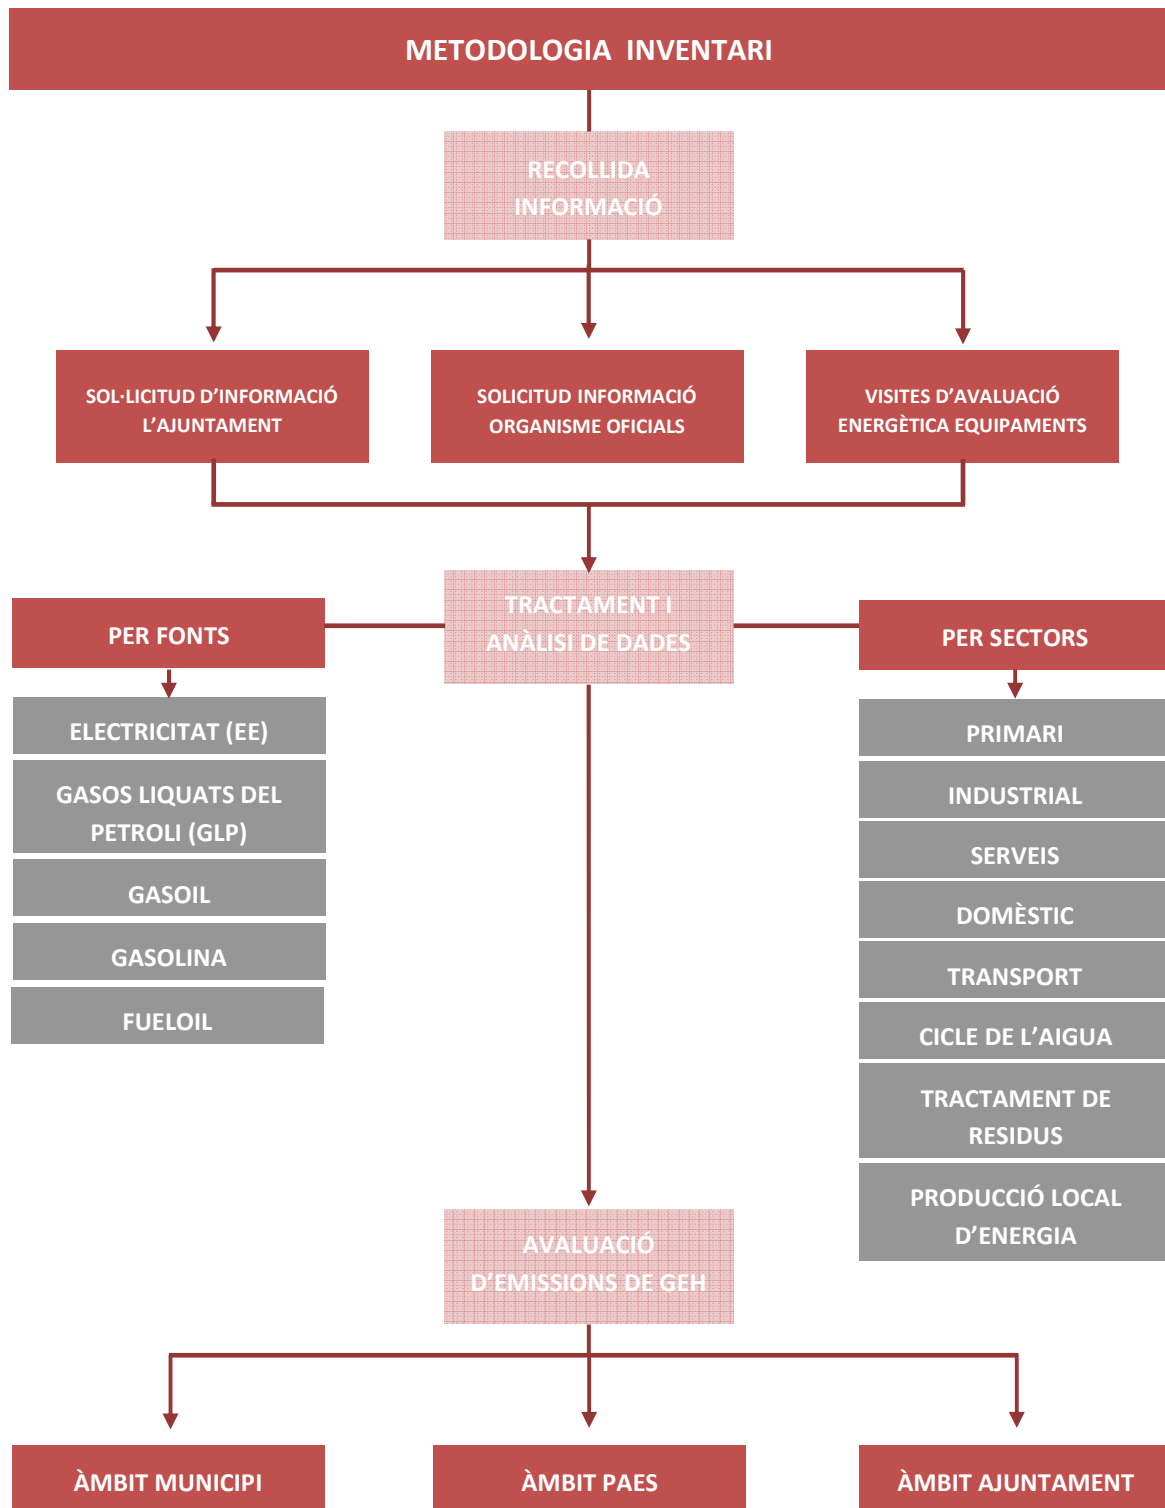 METODOLOGIA INVENTARI
RECOLLIDA
INFORMACIÓ
SOL·LICITUD D'INFORMACIÓ
L'AJUNTAMENT
SOLICITUD INFORMACIÓ
ORGANISME OFICIALS
VISITES D'AVALUACIÓ
ENERGÈTICA EQUIPAMENTS
TRACTAMENT I
ANÀLISI DE DADES
PER FONTS
ELECTRICITAT (EE)
GASOS LIQUATS DEL
PETROLI (GLP)
GASOIL
GASOLINA
FUELOIL
PER SECTORS
PRIMARI
INDUSTRIAL
SERVEIS
DOMÈSTIC
TRANSPORT
CICLE DE L'AIGUA
TRACTAMENT DE
RESIDUS
PRODUCCIÓ LOCAL
D'ENERGIA
AVALUACIÓ
D'EMISSIONS DE GEH
ÀMBIT MUNICIPI
ÀMBIT PAES
ÀMBIT AJUNTAMENT